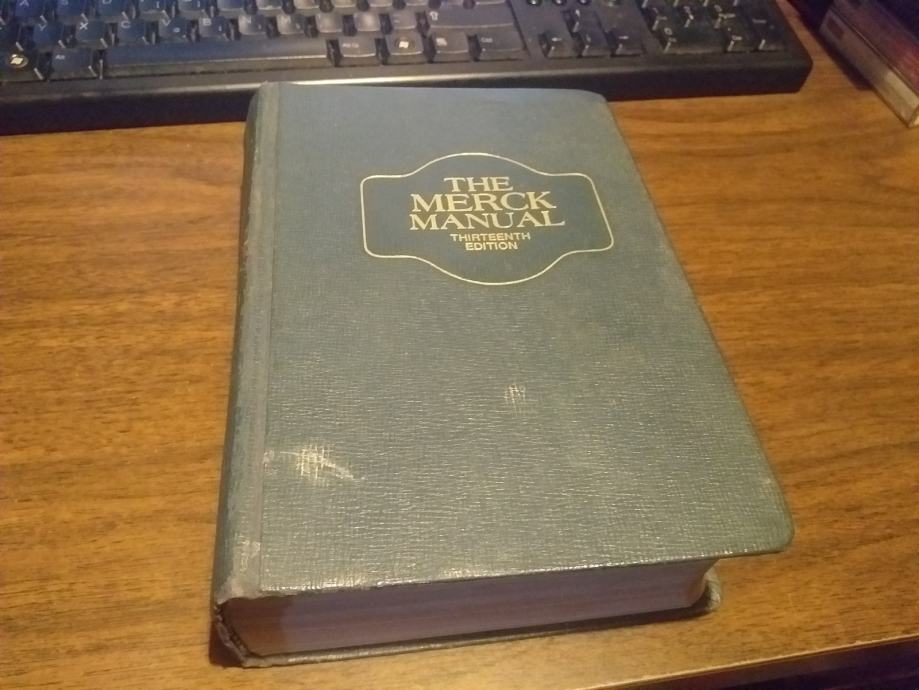 THE
MERCK
MANUAL
THIRTEENTH
EDITION